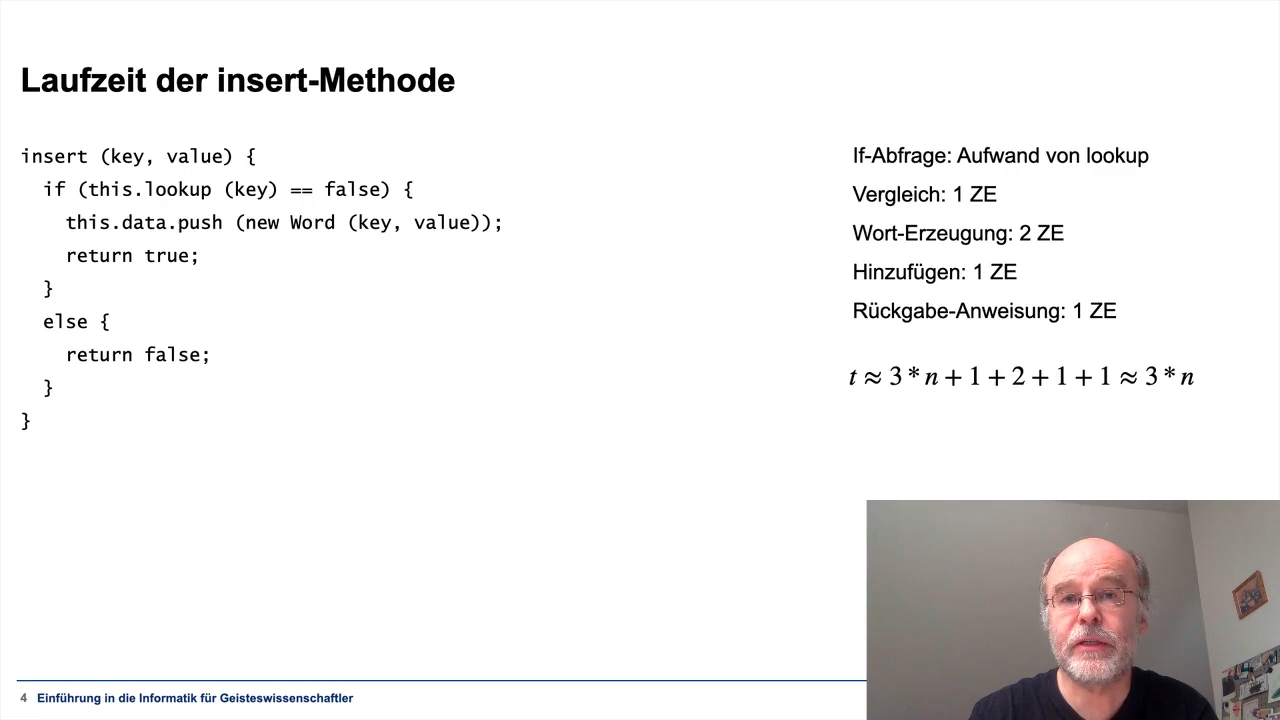 Laufzeit der insert-Methode
insert (key, value) {
if (this.lookup (key) == false) {
this.data.push (new Word (key, value));
return true;
}
else {
return false;
}
}
If-Abfrage: Aufwand von lookup
Vergleich: 1 ZE
Wort-Erzeugung: 2 ZE
Hinzufügen: 1 ZE
Rückgabe-Anweisung: 1 ZE
t ≈ 3 * n + 1 + 2 + 1 + 1 ≈ 3 * n
4 Einführung in die Informatik für Geisteswissenschaftler